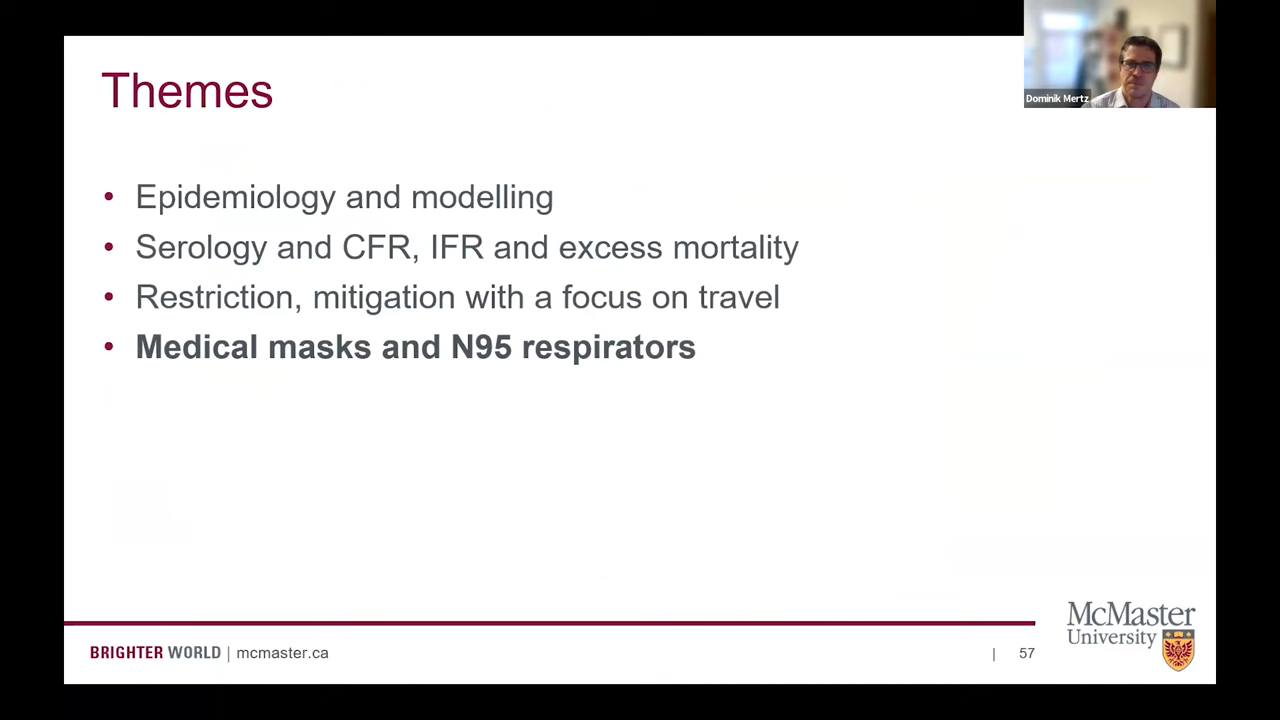 Themes
Dominik Mertz
• Epidemiology and modelling
• Serology and CFR, IFR and excess mortality
• Restriction, mitigation with a focus on travel
• Medical masks and N95 respirators
BRIGHTER WORLD | mcmaster.ca
| 57
McMaster
University